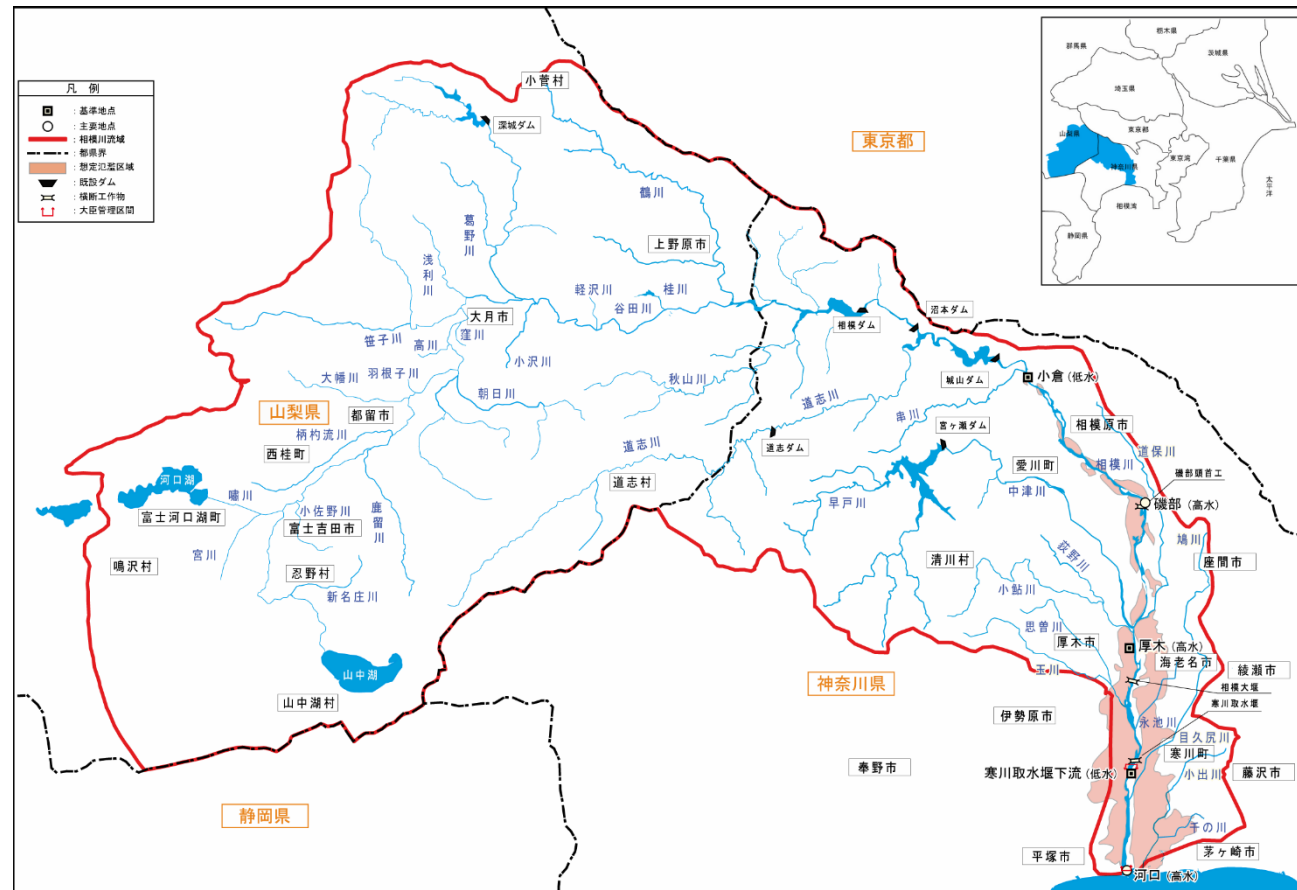 凡 例
：基準地点
：主要地点
：相模川流域
：都県界
：想定氾濫区域
：既設ダム
：横断工作物
：大臣管理区間
栃木県
群馬県
茨城県
埼玉県
山梨県
東京都
神奈川県
東京湾
千葉県
太平洋
相模湾
静岡県
小菅村
深城ダム
東京都
鶴川
葛野川
上野原市
浅利川
軽沢川
桂川
谷田川
大月市
相模ダム
沼本ダム
笹子川
高川
窪川
小沢川
城山ダム
小倉 (低水)
大幡川
羽根子川
朝日川
秋山川
道志川
山梨県
都留市
串川
相模原市
柄杓流川
道志川
道志ダム
宮ヶ瀬ダム
道保川
西桂町
愛川町
相模川
磯部頭首工
河口湖
嘯川
道志村
早戸川
中津川
磯部 (高水)
富士河口湖町
小佐野川
鹿留川
富士吉田市
鳩川
宮川
荻野川
座間市
鳴沢村
忍野村
清川村
新名庄川
小鮎川
思曽川
厚木市
厚木 (高水)
山中湖
海老名市
綾瀬市
玉川
神奈川県
相模大堰
山中湖村
寒川取水堰
伊勢原市
永池川
目久尻川
寒川町
奉野市
寒川取水堰下流 (低水)
小出川
藤沢市
静岡県
千の川
平塚市
茅ヶ崎市
河口 (高水)